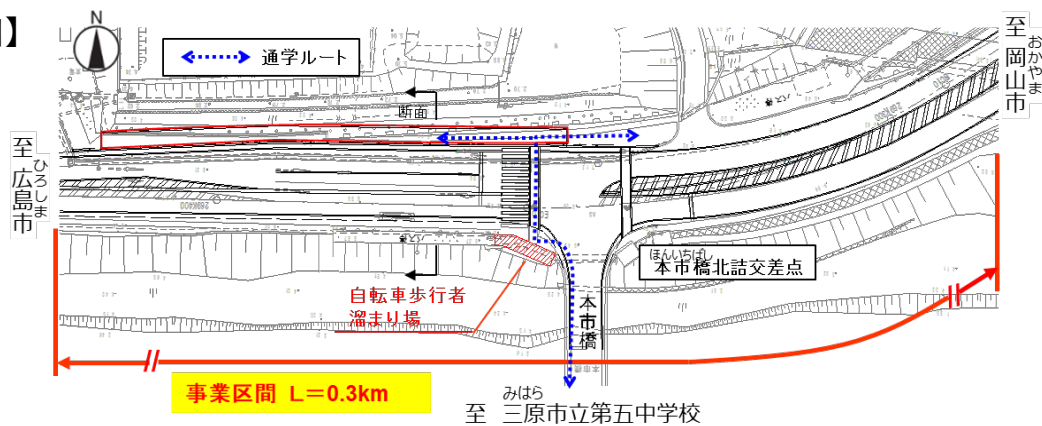 】
N
通学ルート
至 岡山市
おかやま
断面
至 広島市
ひろしま
バス停
ほんいちばし
本市橋北詰交差点
自転車歩行者
溜まり場
本市橋
事業区間 L=0.3km
みはら
至 三原市立第五中学校